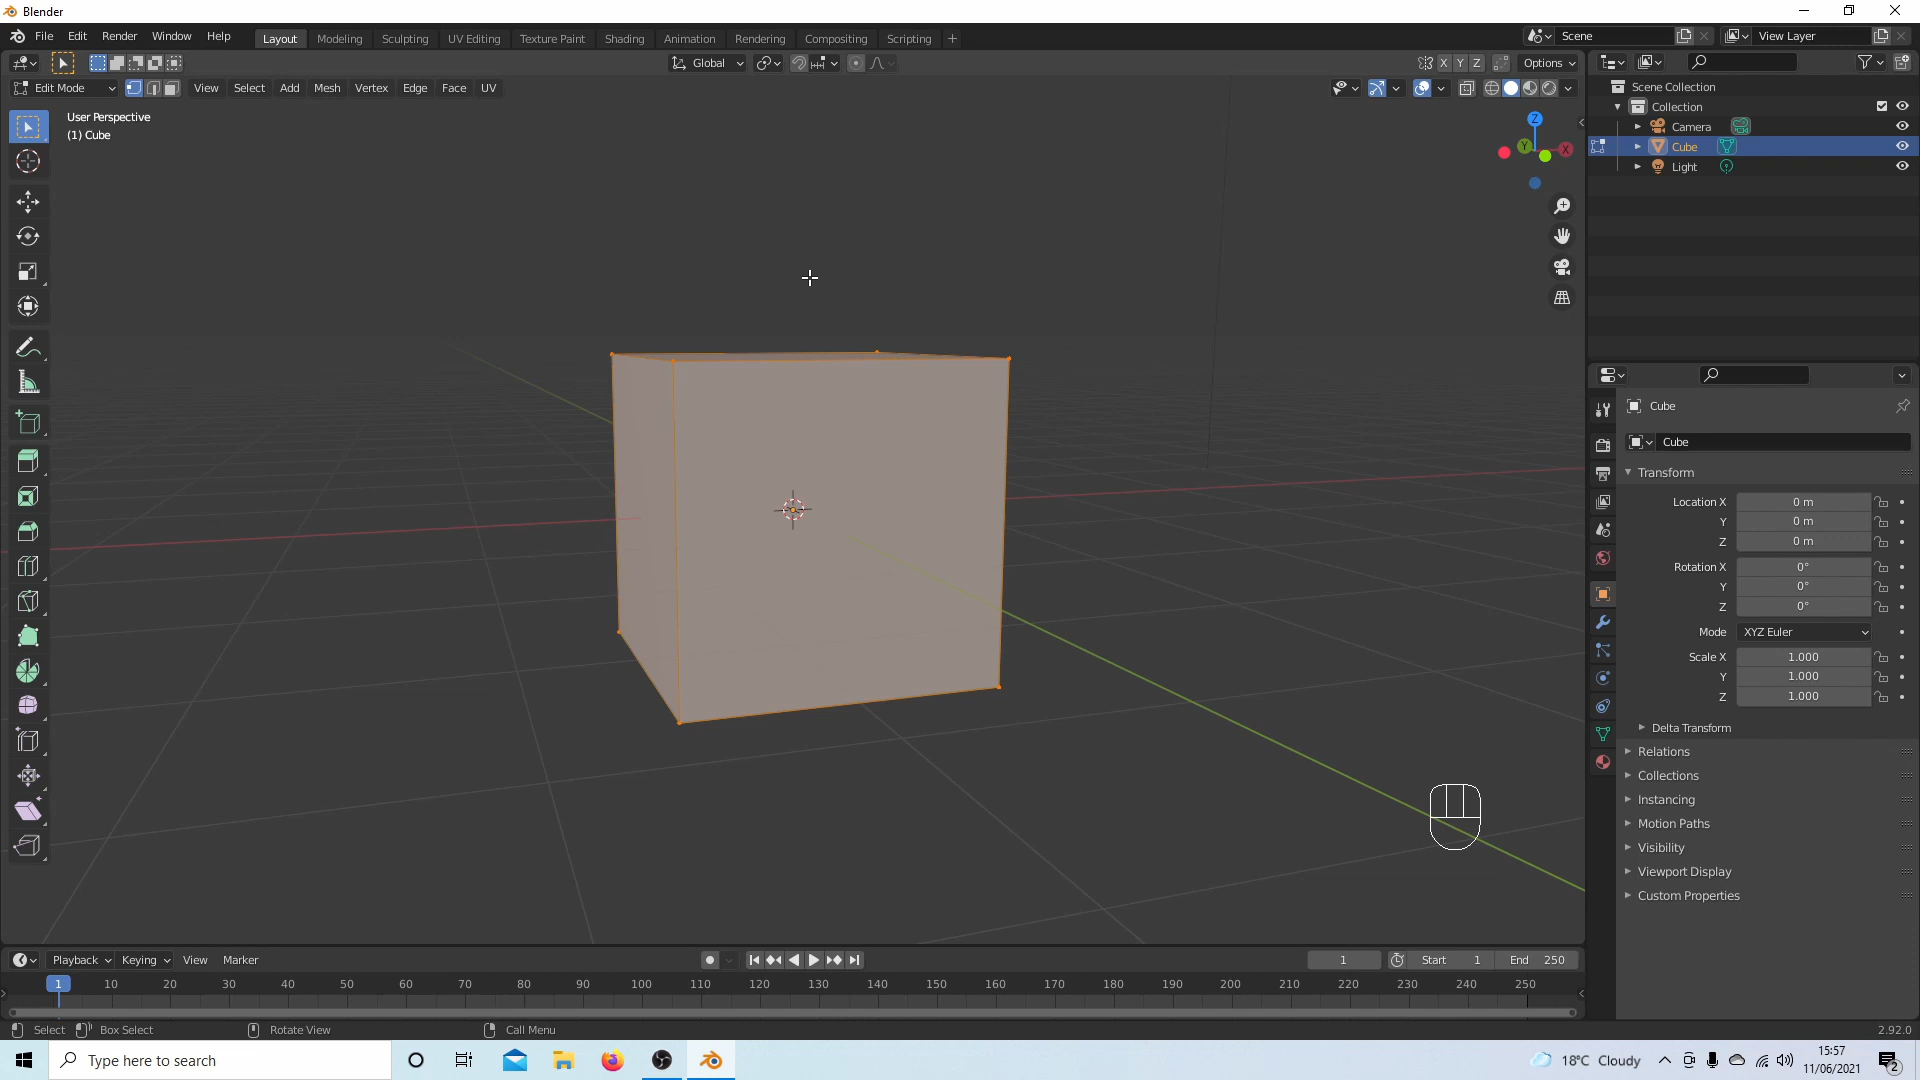 Blender
File Edit Render Window Help
Layout Modeling Sculpting UV Editing Texture Paint Shading Animation Rendering Compositing Scripting +
Scene
View Layer
Global
X Y Z
Options
Edit Mode
View Select Add Mesh Vertex Edge Face UV
User Perspective
(1) Cube
Z
Y
X
Scene Collection
Collection
Camera
Cube
Light
Cube
Cube
Transform
Location X 0 m
Y 0 m
Z 0 m
Rotation X 0°
Y 0°
Z 0°
Mode XYZ Euler
Scale X 1.000
Y 1.000
Z 1.000
Delta Transform
Relations
Collections
Instancing
Motion Paths
Visibility
Viewport Display
Custom Properties
Playback Keying View Marker
1
Start 1
End 250
1 10 20 30 40 50 60 70 80 90 100 110 120 130 140 150 160 170 180 190 200 210 220 230 240 250
Select Box Select Rotate View Call Menu
2.92.0
Type here to search
18°C Cloudy
15:57
11/06/2021
2